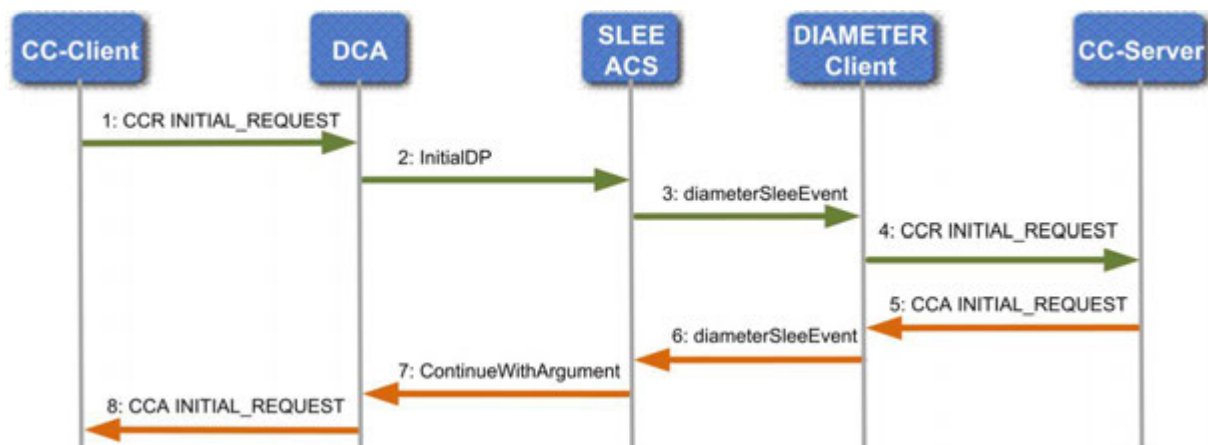 CC-Client
DCA
SLEE
ACS
DIAMETER
Client
CC-Server
1: CCR INITIAL_REQUEST
2: InitialDP
3: diameterSleeEvent
4: CCR INITIAL_REQUEST
5: CCA INITIAL_REQUEST
6: diameterSleeEvent
7: ContinueWithArgument
8: CCA INITIAL_REQUEST